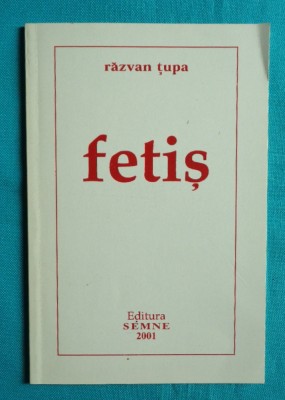 răzvan țupa
fetiș
Editura
SEMNE
2001